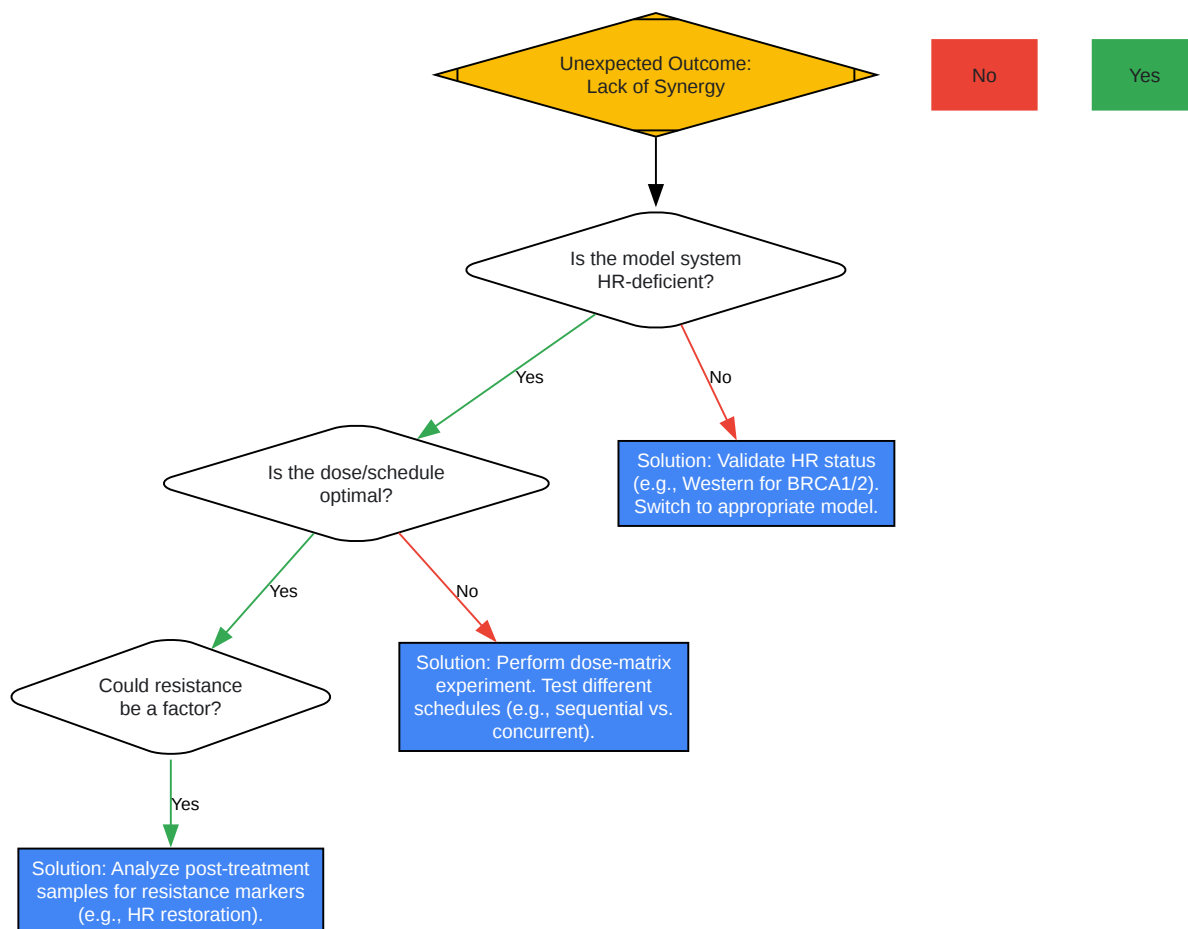 Unexpected Outcome:
Lack of Synergy
No
Yes
Is the model system
HR-deficient?
Yes
No
Is the dose/schedule
optimal?
Solution: Validate HR status
(e.g., Western for BRCA1/2).
Switch to appropriate model.
Yes
No
Could resistance
be a factor?
Solution: Perform dose-matrix
experiment. Test different
schedules (e.g., sequential vs.
concurrent).
Yes
Solution: Analyze post-treatment
samples for resistance markers
(e.g., HR restoration).